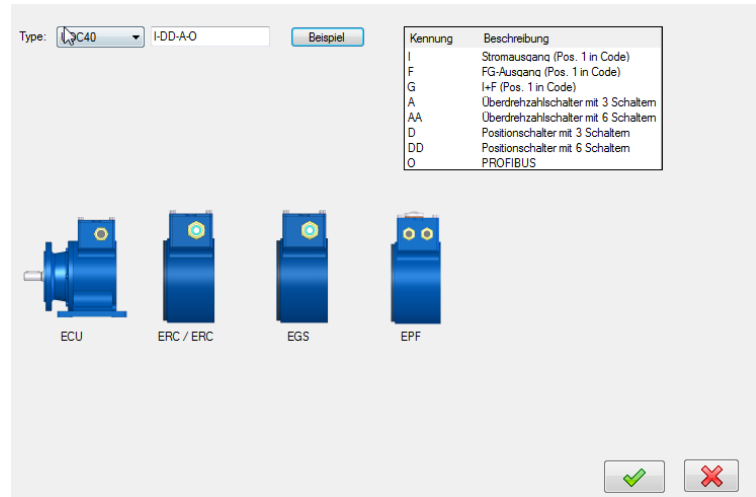 Type: I-DD-A-O Beispiel
Kennung Beschreibung
I Stromausgang (Pos. 1 in Code)
F FG-Ausgang (Pos. 1 in Code)
G I+F (Pos. 1 in Code)
A Überdrehzahlschalter mit 3 Schaltern
AA Überdrehzahlschalter mit 6 Schaltern
D Positionschalter mit 3 Schaltern
DD Positionschalter mit 6 Schaltern
O PROFIBUS
ECU ERC / ERC EGS EPF